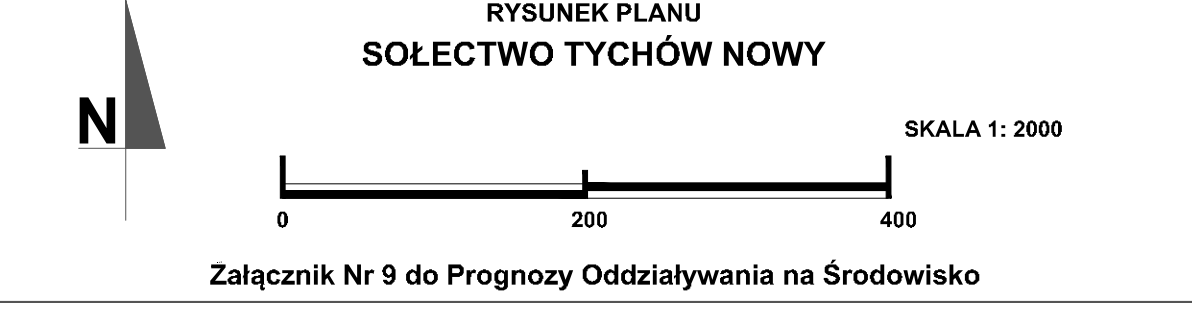 RYSUNEK PLANU
SOŁECTWO TYCHÓW NOWY
N
SKALA 1: 2000
0 200 400
Załącznik Nr 9 do Prognozy Oddziaływania na Środowisko